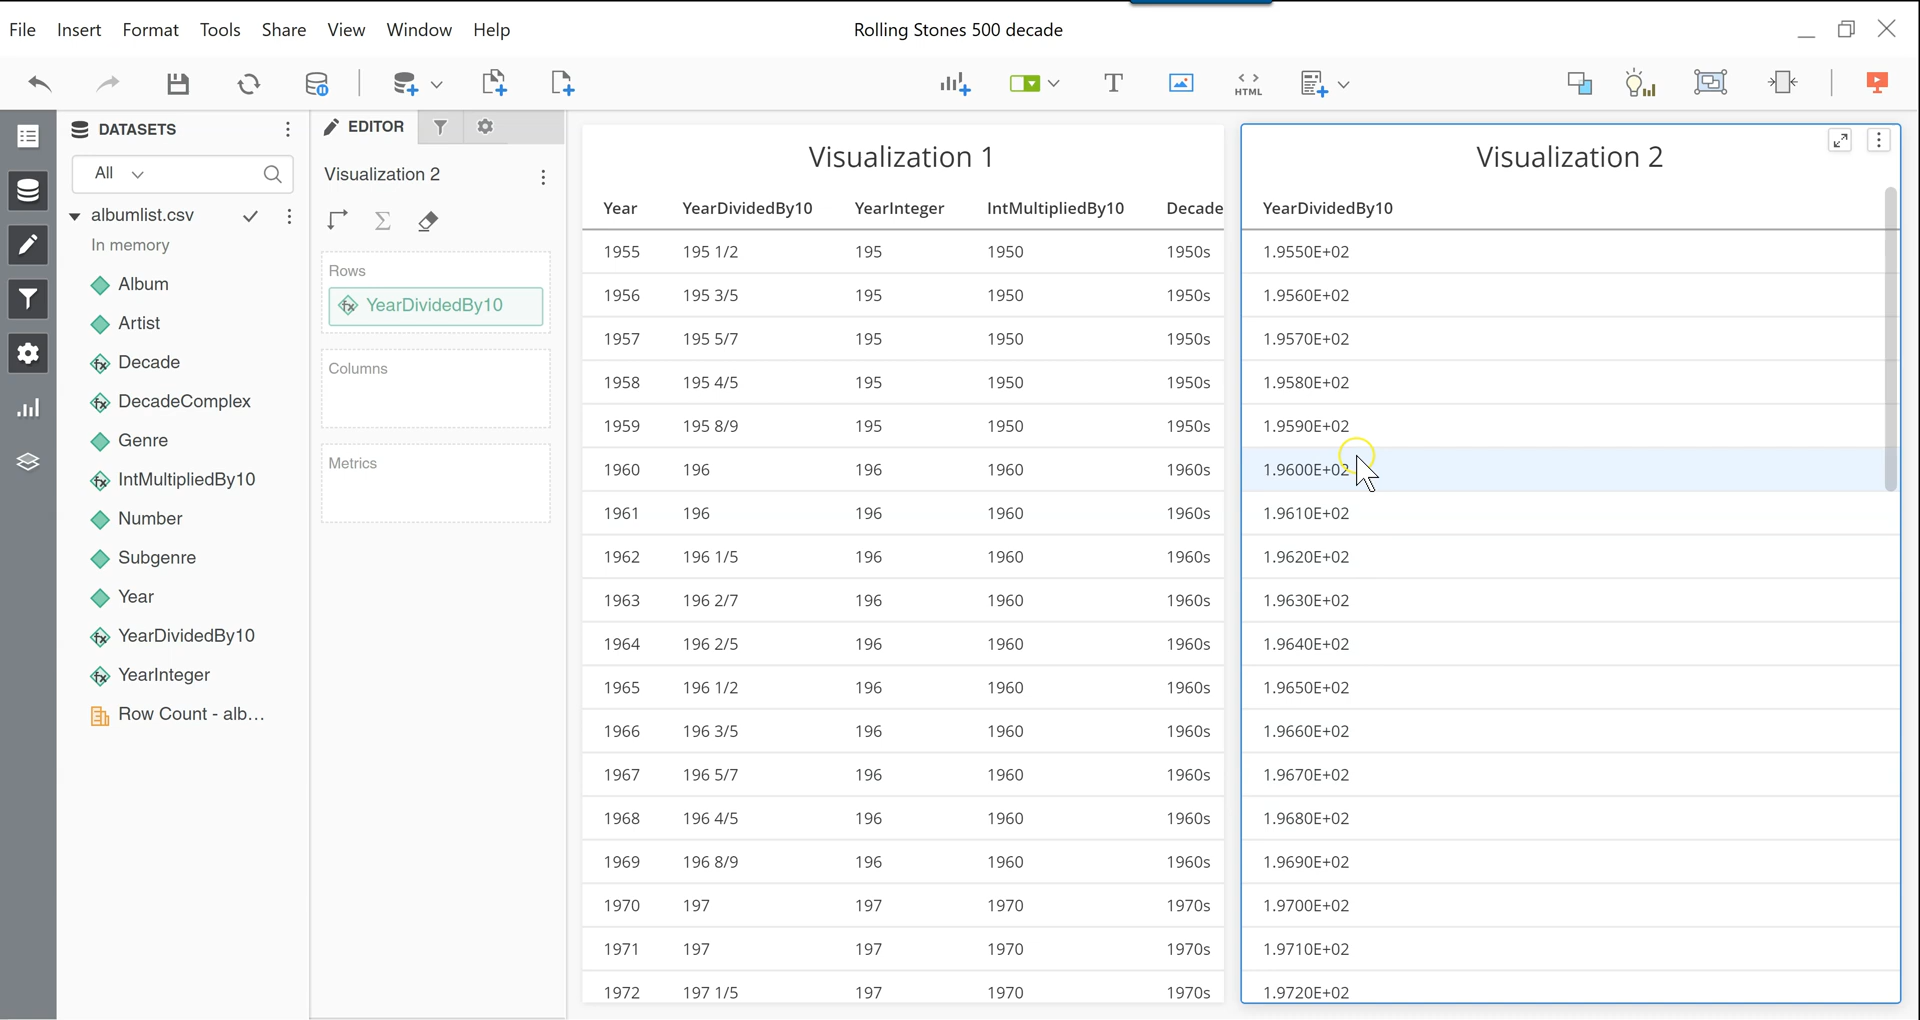 File Insert Format Tools Share View Window Help
Rolling Stones 500 decade
HTML
DATASETS
All
albumlist.csv
In memory
Album
Artist
Decade
DecadeComplex
Genre
IntMultipliedBy10
Number
Subgenre
Year
YearDividedBy10
YearInteger
Row Count - alb...
EDITOR
Visualization 2
Rows
YearDividedBy10
Columns
Metrics
Visualization 1
Year YearDividedBy10 YearInteger IntMultipliedBy10 Decade
1955 195 1/2 195 1950 1950s
1956 195 3/5 195 1950 1950s
1957 195 5/7 195 1950 1950s
1958 195 4/5 195 1950 1950s
1959 195 8/9 195 1950 1950s
1960 196 196 1960 1960s
1961 196 196 1960 1960s
1962 196 1/5 196 1960 1960s
1963 196 2/7 196 1960 1960s
1964 196 2/5 196 1960 1960s
1965 196 1/2 196 1960 1960s
1966 196 3/5 196 1960 1960s
1967 196 5/7 196 1960 1960s
1968 196 4/5 196 1960 1960s
1969 196 8/9 196 1960 1960s
1970 197 197 1970 1970s
1971 197 197 1970 1970s
1972 197 1/5 197 1970 1970s
Visualization 2
YearDividedBy10
1.9550E+02
1.9560E+02
1.9570E+02
1.9580E+02
1.9590E+02
1.9600E+02
1.9610E+02
1.9620E+02
1.9630E+02
1.9640E+02
1.9650E+02
1.9660E+02
1.9670E+02
1.9680E+02
1.9690E+02
1.9700E+02
1.9710E+02
1.9720E+02